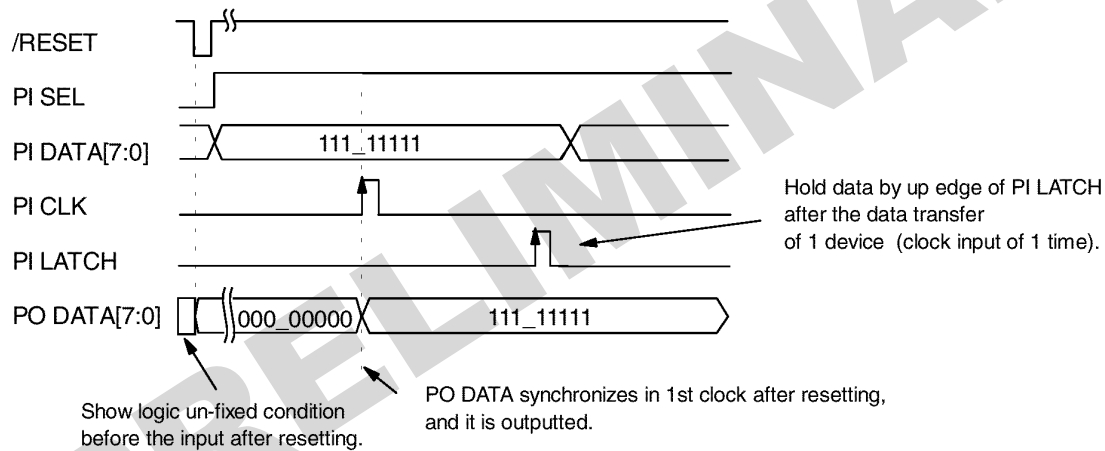 /RESET
PI SEL
PI DATA[7:0]
111_11111
PI CLK
Hold data by up edge of PI LATCH
after the data transfer
of 1 device (clock input of 1 time).
PI LATCH
PO DATA[7:0]
000_00000
111_11111
Show logic un-fixed condition
before the input after resetting.
PO DATA synchronizes in 1st clock after resetting,
and it is outputted.